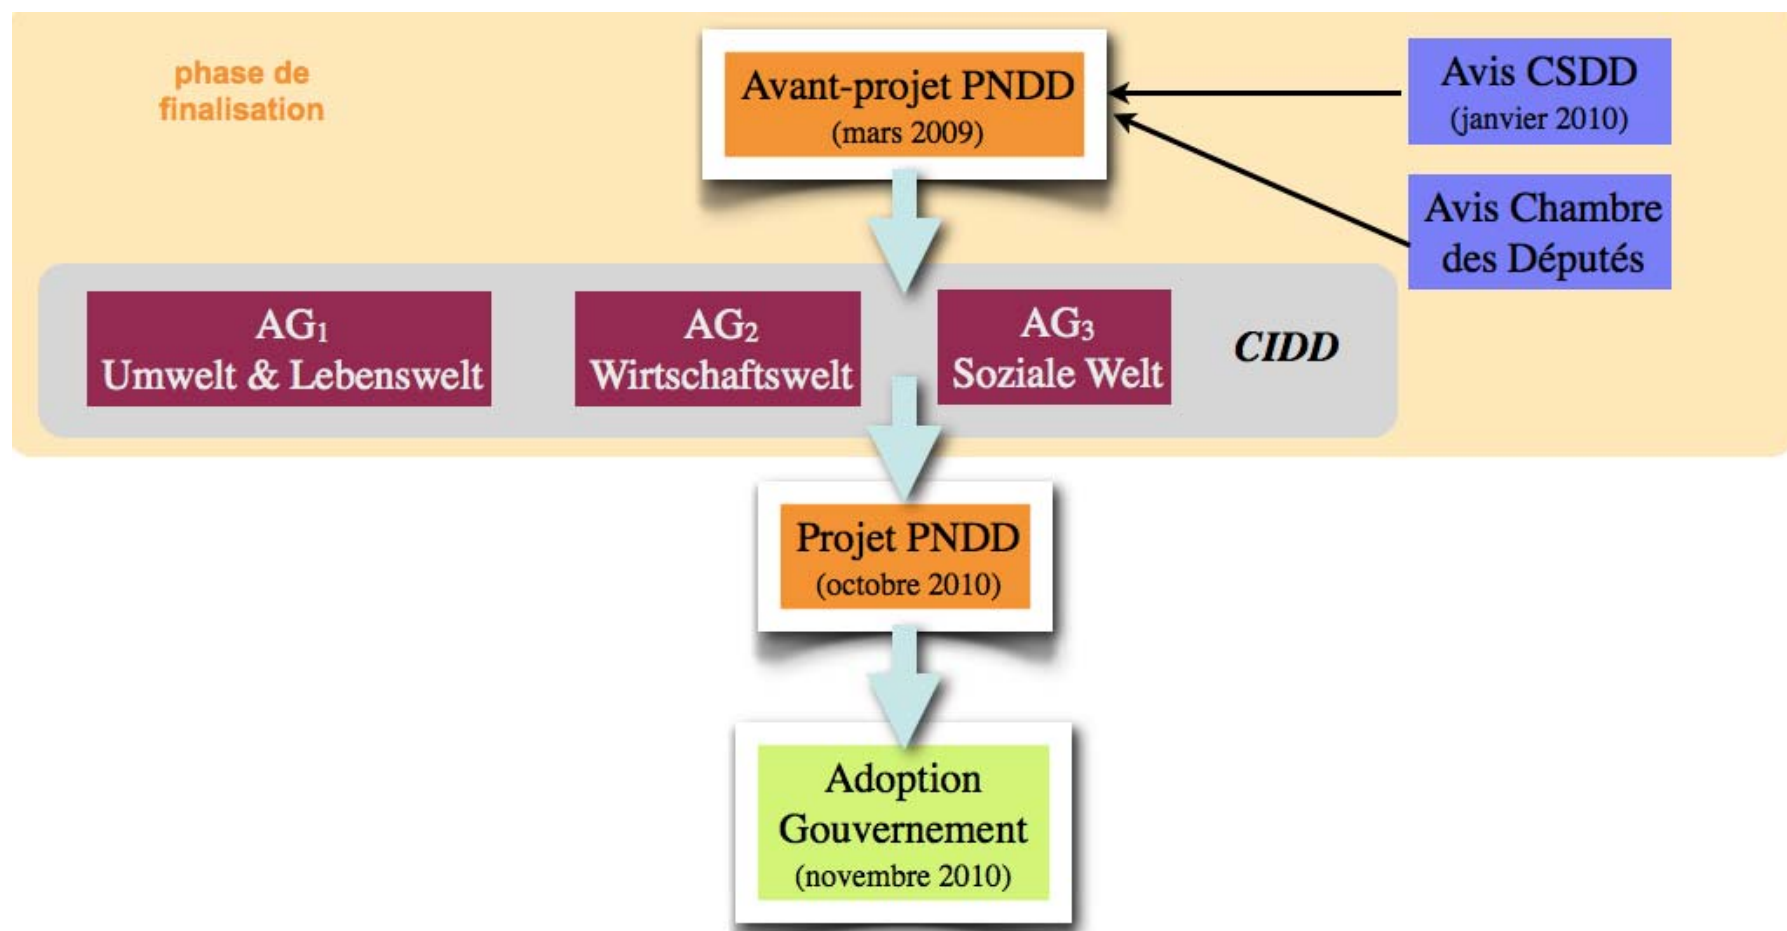 phase de
finalisation
Avant-projet PNDD
(mars 2009)
Avis CSDD
(janvier 2010)
Avis Chambre
des Députés
AG₁
Umwelt & Lebenswelt
AG₂
Wirtschaftswelt
AG₃
Soziale Welt
CIDD
Projet PNDD
(octobre 2010)
Adoption
Gouvernement
(novembre 2010)